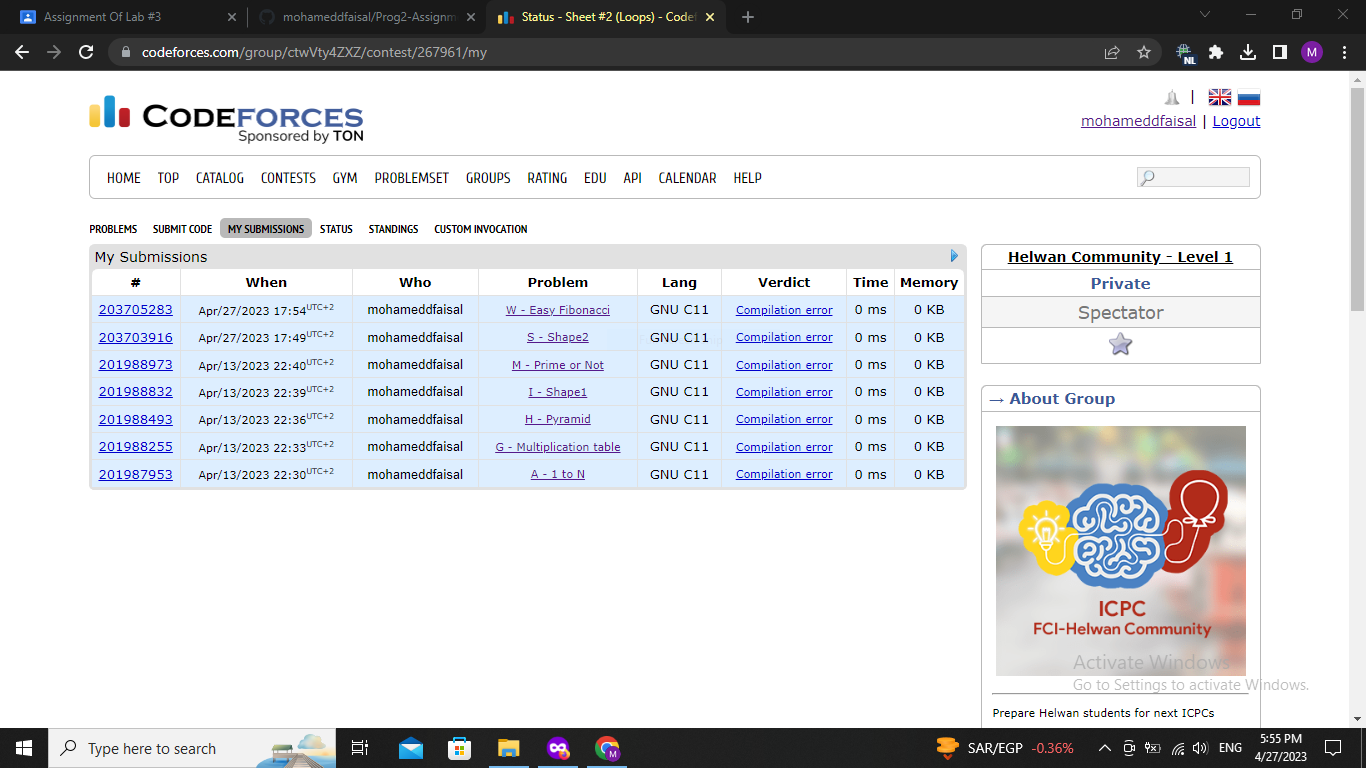 Assignment Of Lab #3
mohameddfaisal/Prog2-Assignm
Status - Sheet #2 (Loops) - Codef
codeforces.com/group/ctwVty4ZXZ/contest/267961/my
NL
M
CODEFORCES
Sponsored by TON
|
mohameddfaisal | Logout
HOME TOP CATALOG CONTESTS GYM PROBLEMSET GROUPS RATING EDU API CALENDAR HELP
PROBLEMS SUBMIT CODE MY SUBMISSIONS STATUS STANDINGS CUSTOM INVOCATION
My Submissions
# When Who Problem Lang Verdict Time Memory
203705283 Apr/27/2023 17:54 UTC+2 mohameddfaisal W - Easy Fibonacci GNU C11 Compilation error 0 ms 0 KB
203703916 Apr/27/2023 17:49 UTC+2 mohameddfaisal S - Shape2 GNU C11 Compilation error 0 ms 0 KB
201988973 Apr/13/2023 22:40 UTC+2 mohameddfaisal M - Prime or Not GNU C11 Compilation error 0 ms 0 KB
201988832 Apr/13/2023 22:39 UTC+2 mohameddfaisal I - Shape1 GNU C11 Compilation error 0 ms 0 KB
201988493 Apr/13/2023 22:36 UTC+2 mohameddfaisal H - Pyramid GNU C11 Compilation error 0 ms 0 KB
201988255 Apr/13/2023 22:33 UTC+2 mohameddfaisal G - Multiplication table GNU C11 Compilation error 0 ms 0 KB
201987953 Apr/13/2023 22:30 UTC+2 mohameddfaisal A - 1 to N GNU C11 Compilation error 0 ms 0 KB
Helwan Community - Level 1
Private
Spectator
→ About Group
ICPC
FCI-Helwan Community
Activate Windows
Go to Settings to activate Windows.
Prepare Helwan students for next ICPCs
Type here to search
M
SAR/EGP -0.36%
ENG
5:55 PM
4/27/2023